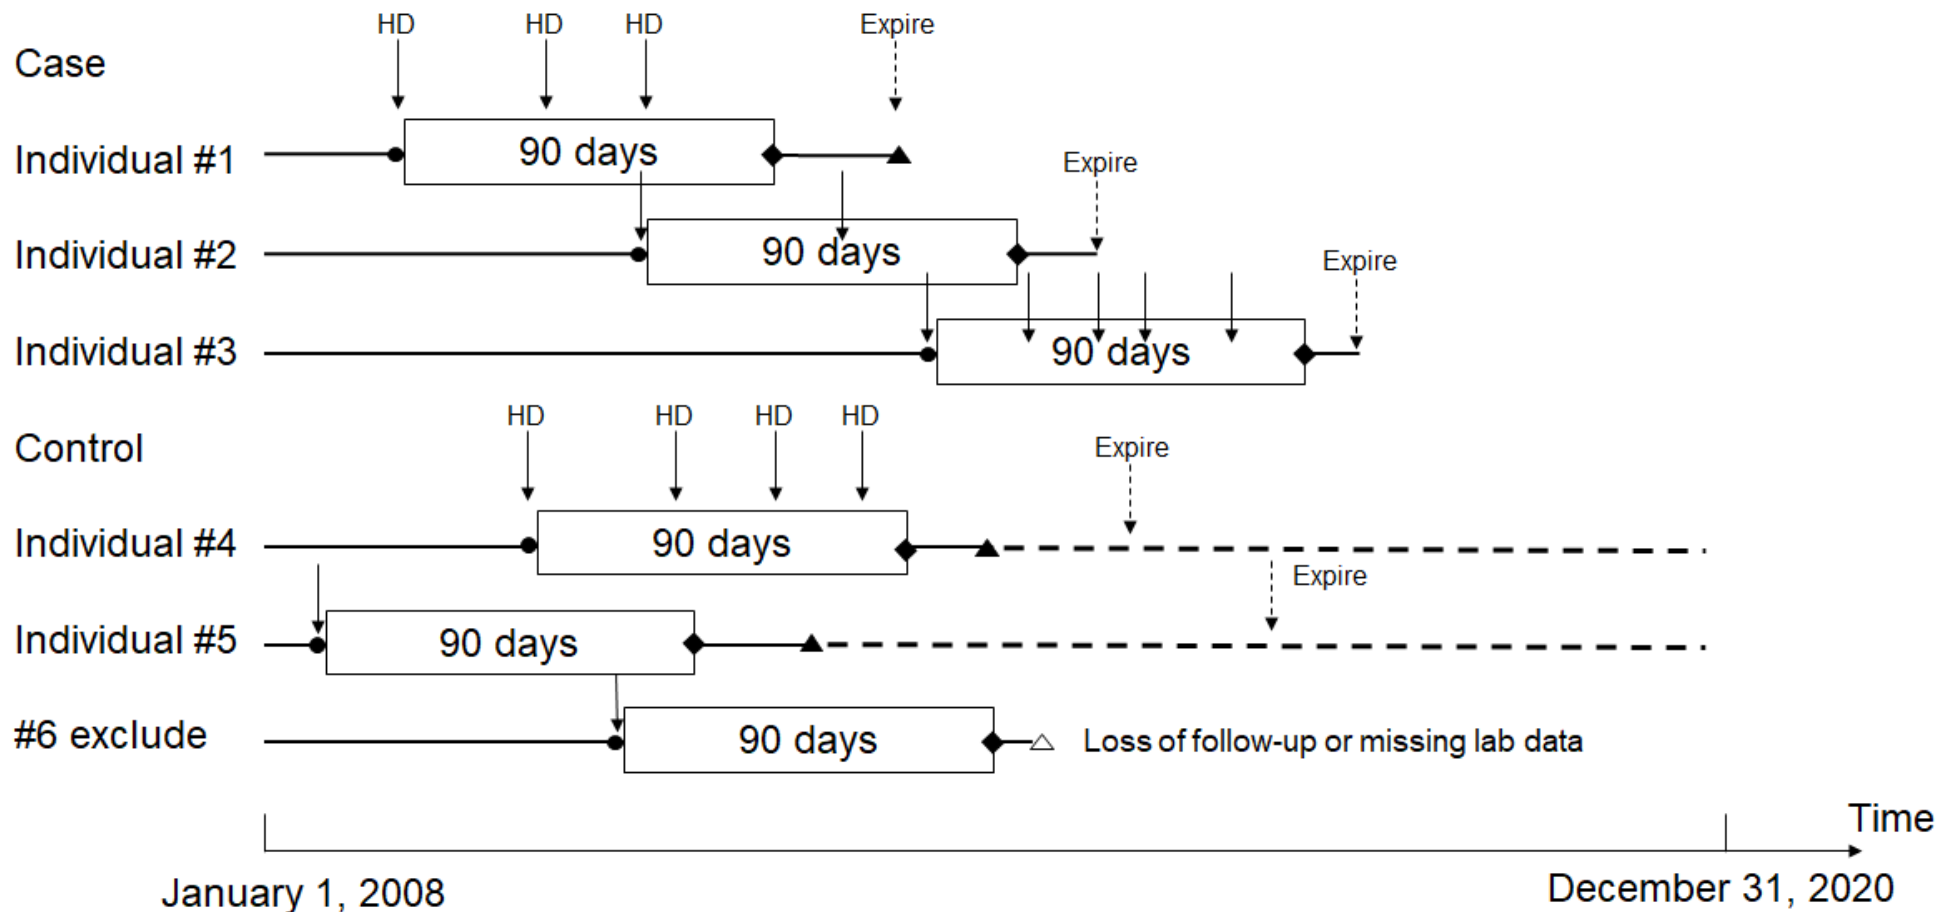 HD HD HD Expire
Case
Individual #1 90 days
Expire
Individual #2 90 days
Expire
Individual #3 90 days
HD HD HD HD
Control Expire
Individual #4 90 days
Expire
Individual #5 90 days
#6 exclude 90 days Loss of follow-up or missing lab data
Time
January 1, 2008 December 31, 2020